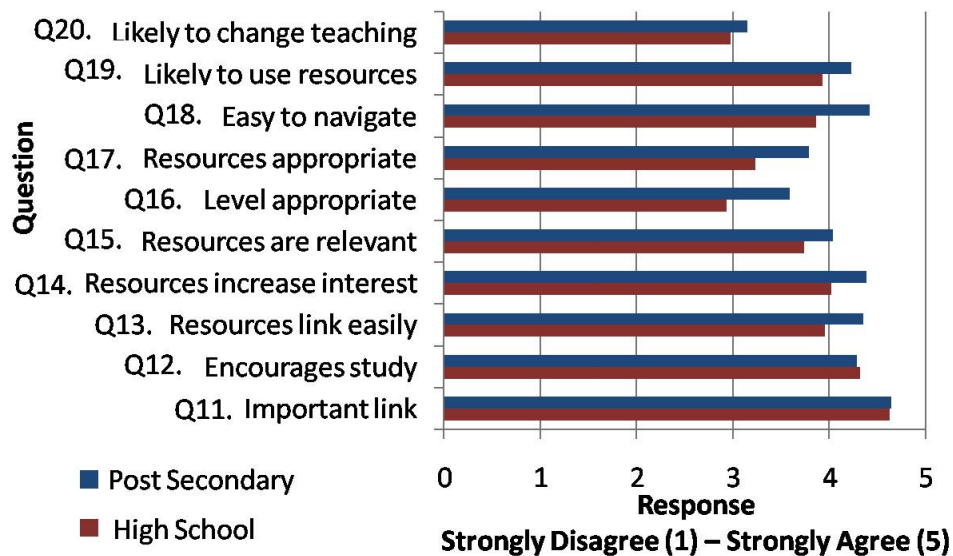 Question
Q20. Likely to change teaching
Q19. Likely to use resources
Q18. Easy to navigate
Q17. Resources appropriate
Q16. Level appropriate
Q15. Resources are relevant
Q14. Resources increase interest
Q13. Resources link easily
Q12. Encourages study
Q11. Important link
0 1 2 3 4 5
Response
Strongly Disagree (1) – Strongly Agree (5)
Post Secondary
High School